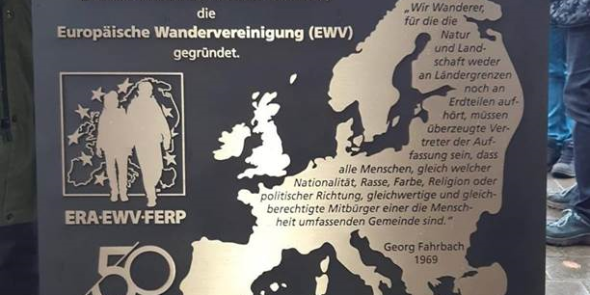 die
Europäische Wandervereinigung (EWV)
gegründet.
„Wir Wanderer,
für die die
Natur
und Land-
schaft weder
an Ländergrenzen
noch an
Erdteilen auf-
hört, müssen
überzeugte Ver-
treter der Auf-
fassung sein, dass
alle Menschen, gleich welcher
Nationalität, Rasse, Farbe, Religion oder
politischer Richtung, gleichwertige und gleich-
berechtigte Mitbürger einer die Mensch-
heit umfassenden Gemeinde sind.“
Georg Fahrbach
1969
ERA·EWV·FERP
50